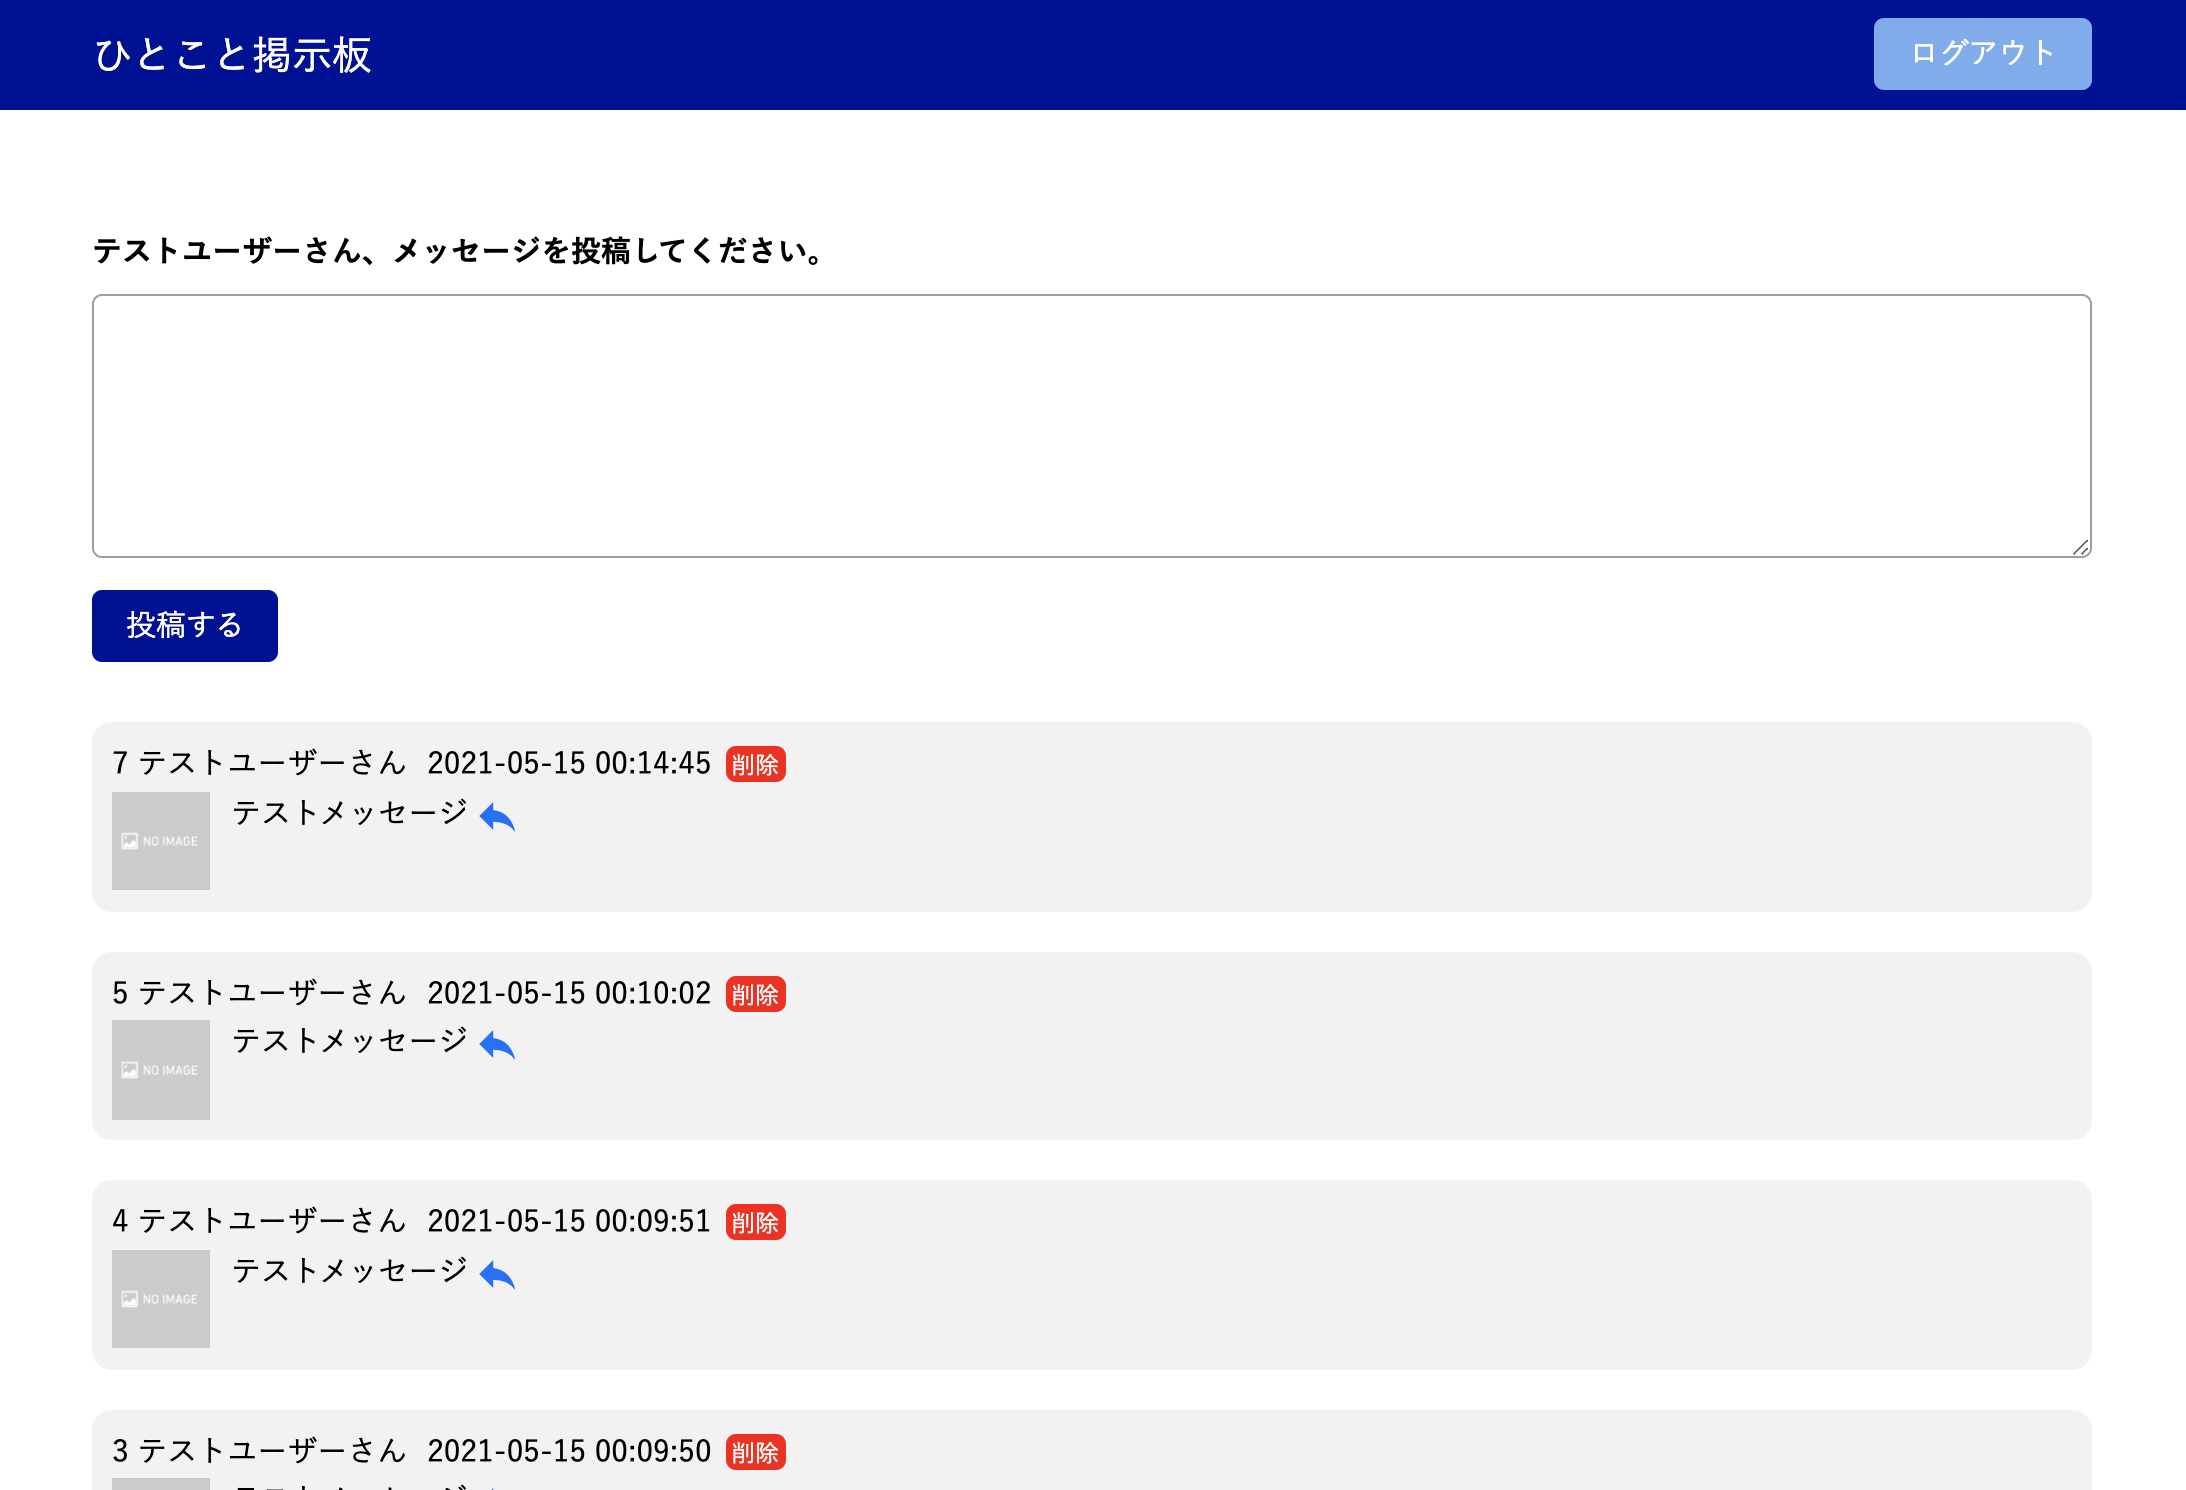 ひとこと掲示板
ログアウト
テストユーザーさん、メッセージを投稿してください。
投稿する
7 テストユーザーさん 2021-05-15 00:14:45 削除
テストメッセージ
NO IMAGE
5 テストユーザーさん 2021-05-15 00:10:02 削除
テストメッセージ
NO IMAGE
4 テストユーザーさん 2021-05-15 00:09:51 削除
テストメッセージ
NO IMAGE
3 テストユーザーさん 2021-05-15 00:09:50 削除